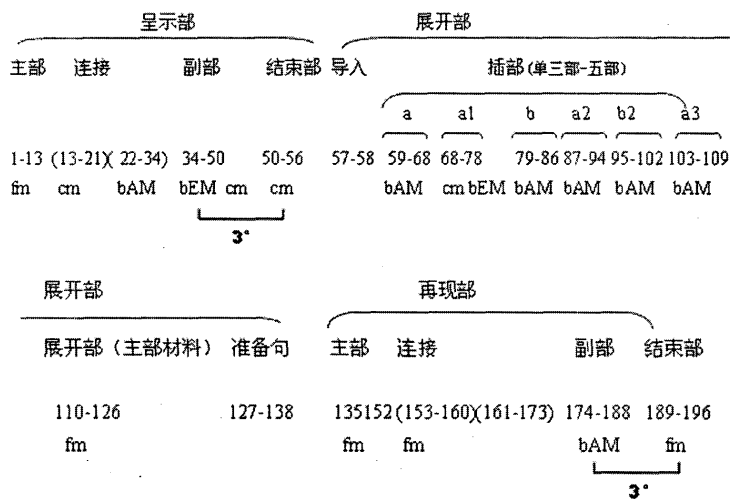 呈示部 展开部
主部 连接 副部 结束部 导入 插部(单三部-五部)
a a1 b a2 b2 a3
1-13 (13-21)( 22-34) 34-50 50-56 57-58 59-68 68-78 79-86 87-94 95-102 103-109
fm cm bAM bEM cm cm bAM cm bEM bAM bAM bAM bAM
3°
展开部 再现部
展开部（主部材料） 准备句 主部 连接 副部 结束部
110-126 127-138 135152(153-160)(161-173) 174-188 189-196
fm fm fm bAM fm
3°